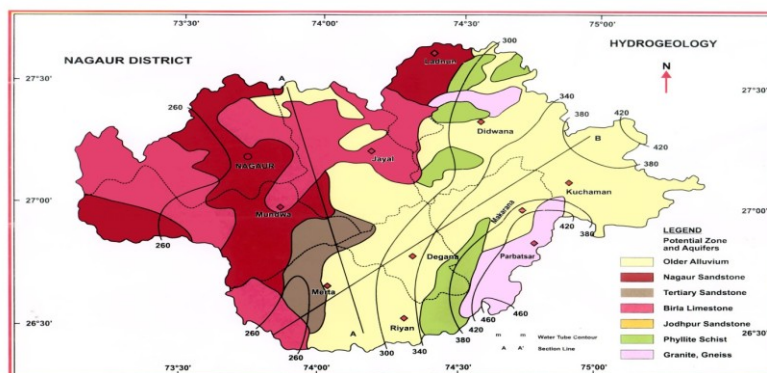 73°30' 74°00' 74°30' 75°00'
NAGAUR DISTRICT
HYDROGEOLOGY
N
27°30'
27°30'
27°00'
27°00'
26°30'
26°30'
300
Ladnun
A
260
340
380
420
Didwana
B
420
380
NAGAUR
Jayal
Kuchaman
Mundwa
Makarana
420
380
260
Degana
Parbatsar
Merta
Riyan
A
460
460
420
380
340
300
260
260
LEGEND
Potential Zone
and Aquifers
Older Alluvium
Nagaur Sandstone
Tertiary Sandstone
Birla Limestone
Jodhpur Sandstone
Phyllite Schist
Granite, Gneiss
Water Tube Contour
A A' Section Line
73°30' 74°00' 74°30' 75°00'